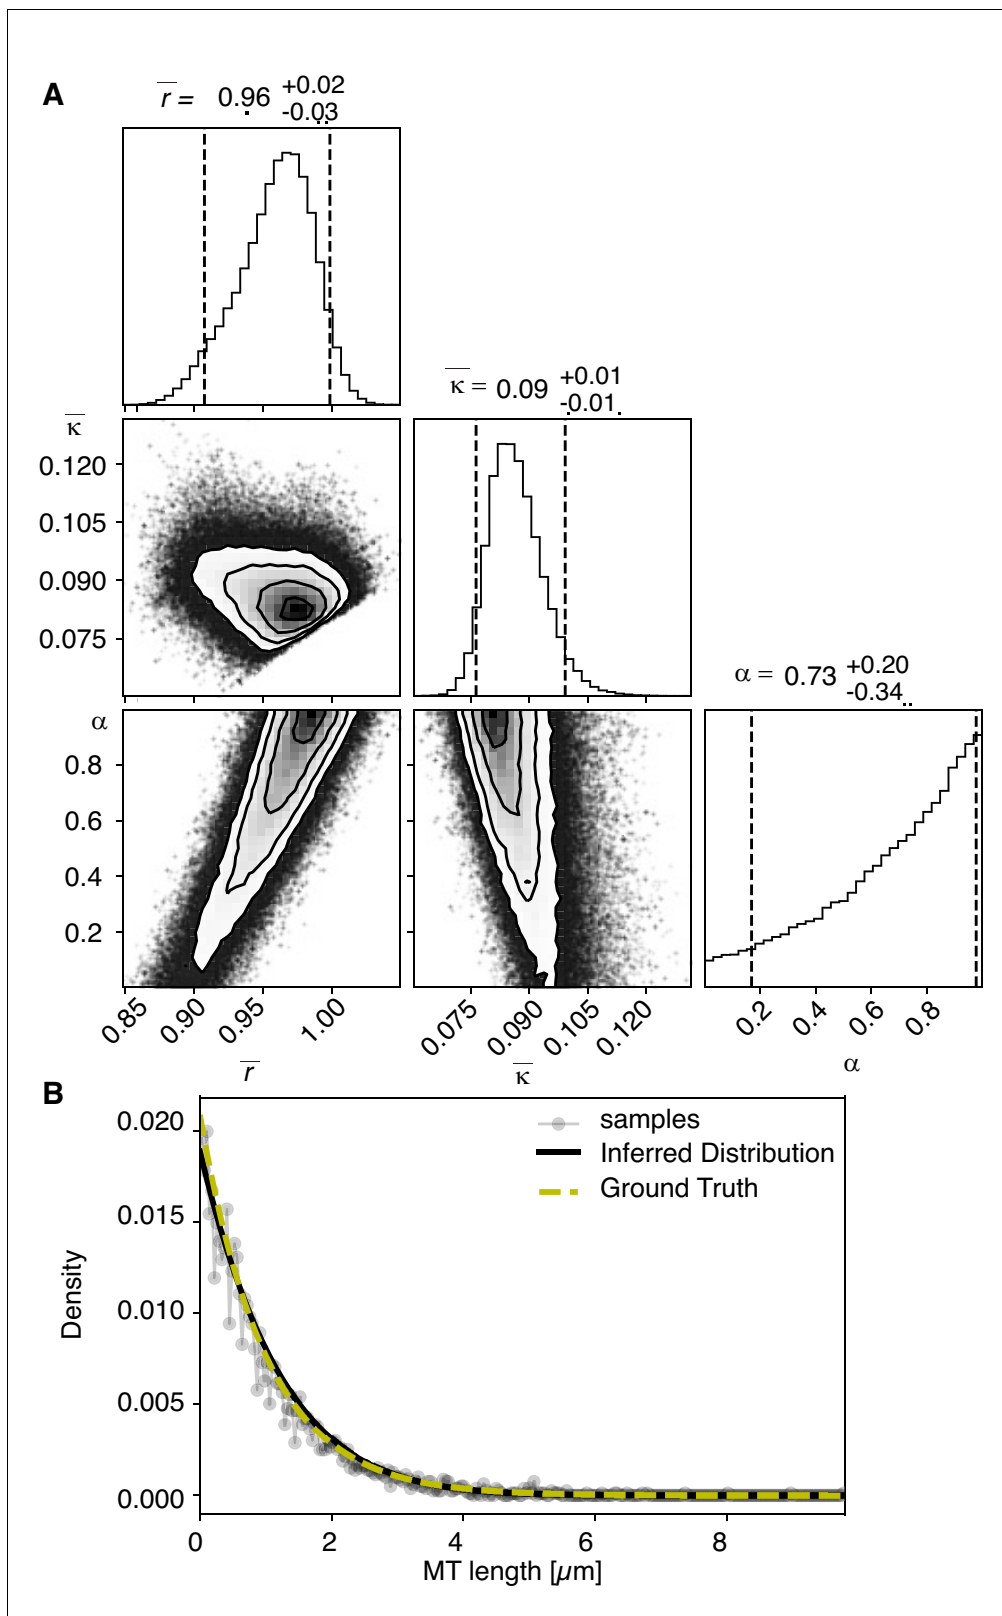 A
r̅ = 0.96 +0.02 -0.03
κ̅ = 0.09 +0.01 -0.01
κ̅
0.120
0.105
0.090
0.075
α = 0.73 +0.20 -0.34
α
0.8
0.6
0.4
0.2
0.85 0.90 0.95 1.00
0.075 0.090 0.105 0.120
0.2 0.4 0.6 0.8
r̅ κ̅ α
B
samples
Inferred Distribution
Ground Truth
0.020
0.015
0.010
0.005
0.000
Density
0 2 4 6 8
MT length [µm]